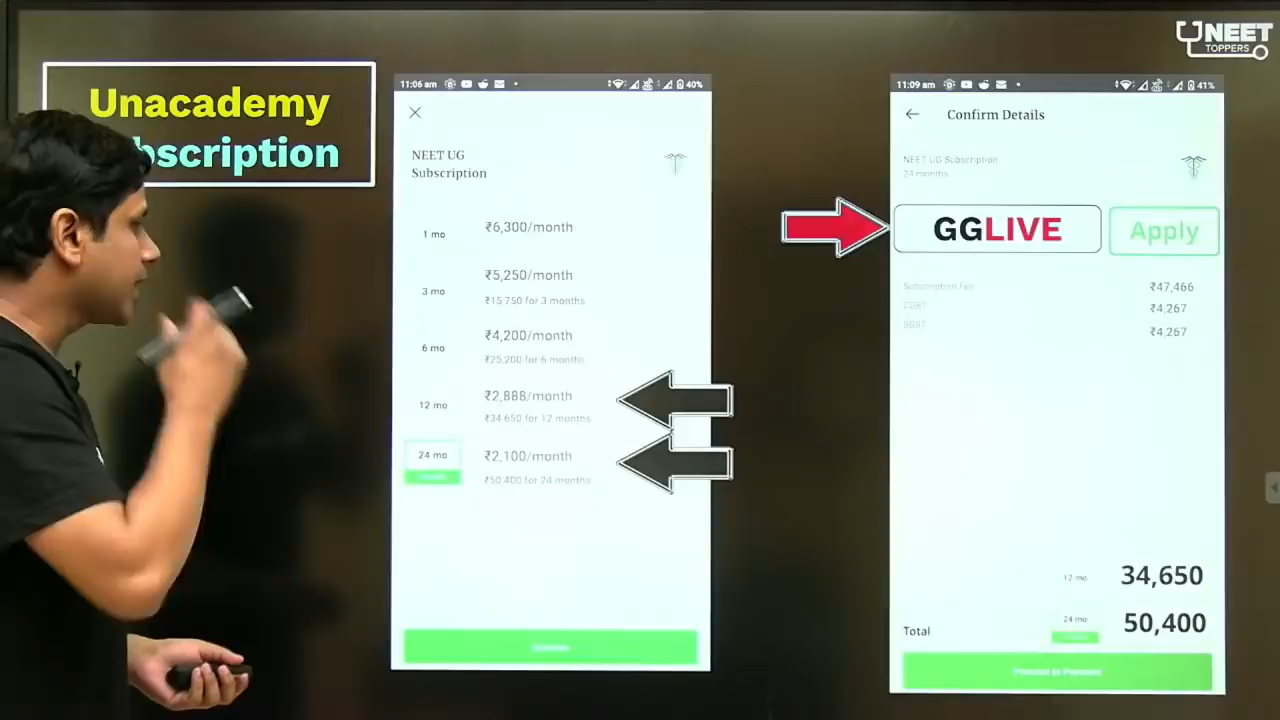 NEET
TOPPERS
Unacademy
bscription
11:06 am
40%
NEET UG
Subscription
1 mo
₹6,300/month
3 mo
₹5,250/month
₹15,750 for 3 months
6 mo
₹4,200/month
₹25,200 for 6 months
12 mo
₹2,888/month
₹34,650 for 12 months
24 mo
₹2,100/month
₹50,400 for 24 months
11:09 am
41%
Confirm Details
NEET UG Subscription
24 months
GGLIVE
Apply
Subscription Fee
₹47,466
CGST
₹4,267
SGST
₹4,267
12 mo
34,650
24 mo
50,400
Total
Proceed to Payment